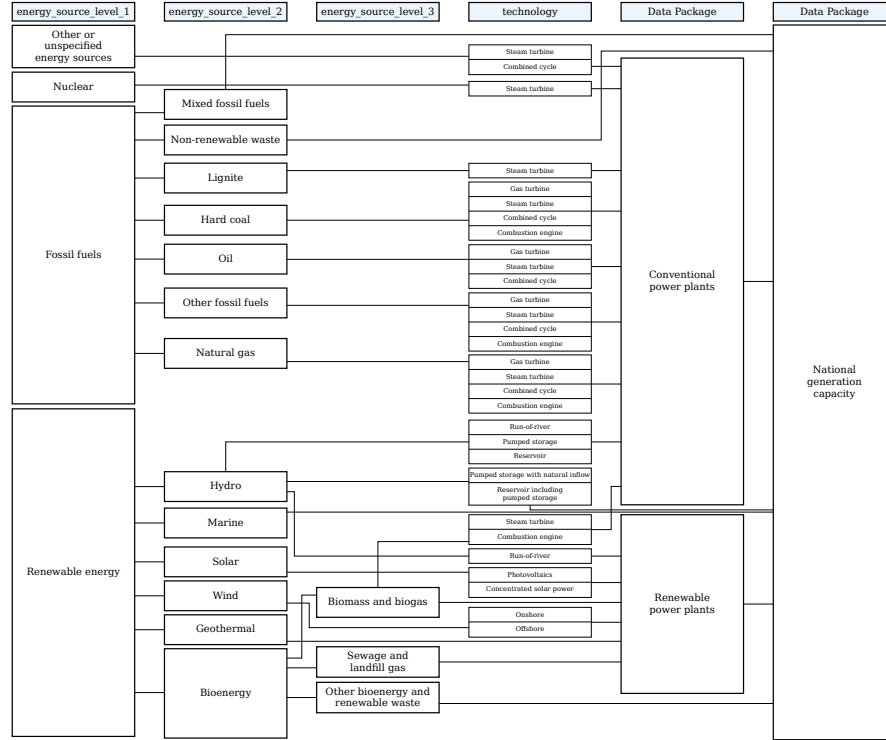 energy_source_level_1
energy_source_level_2
energy_source_level_3
technology
Data Package
Data Package
Other or
unspecified
energy sources
Nuclear
Fossil fuels
Renewable energy
Mixed fossil fuels
Non-renewable waste
Lignite
Hard coal
Oil
Other fossil fuels
Natural gas
Hydro
Marine
Solar
Wind
Geothermal
Bioenergy
Biomass and biogas
Sewage and
landfill gas
Other bioenergy and
renewable waste
Steam turbine
Combined cycle
Steam turbine
Steam turbine
Gas turbine
Steam turbine
Combined cycle
Combustion engine
Gas turbine
Steam turbine
Combined cycle
Gas turbine
Steam turbine
Combined cycle
Combustion engine
Gas turbine
Steam turbine
Combined cycle
Combustion engine
Run-of-river
Pumped storage
Reservoir
Pumped storage with natural inflow
Reservoir including
pumped storage
Steam turbine
Combustion engine
Run-of-river
Photovoltaics
Concentrated solar power
Onshore
Offshore
Conventional
power plants
Renewable
power plants
National
generation
capacity